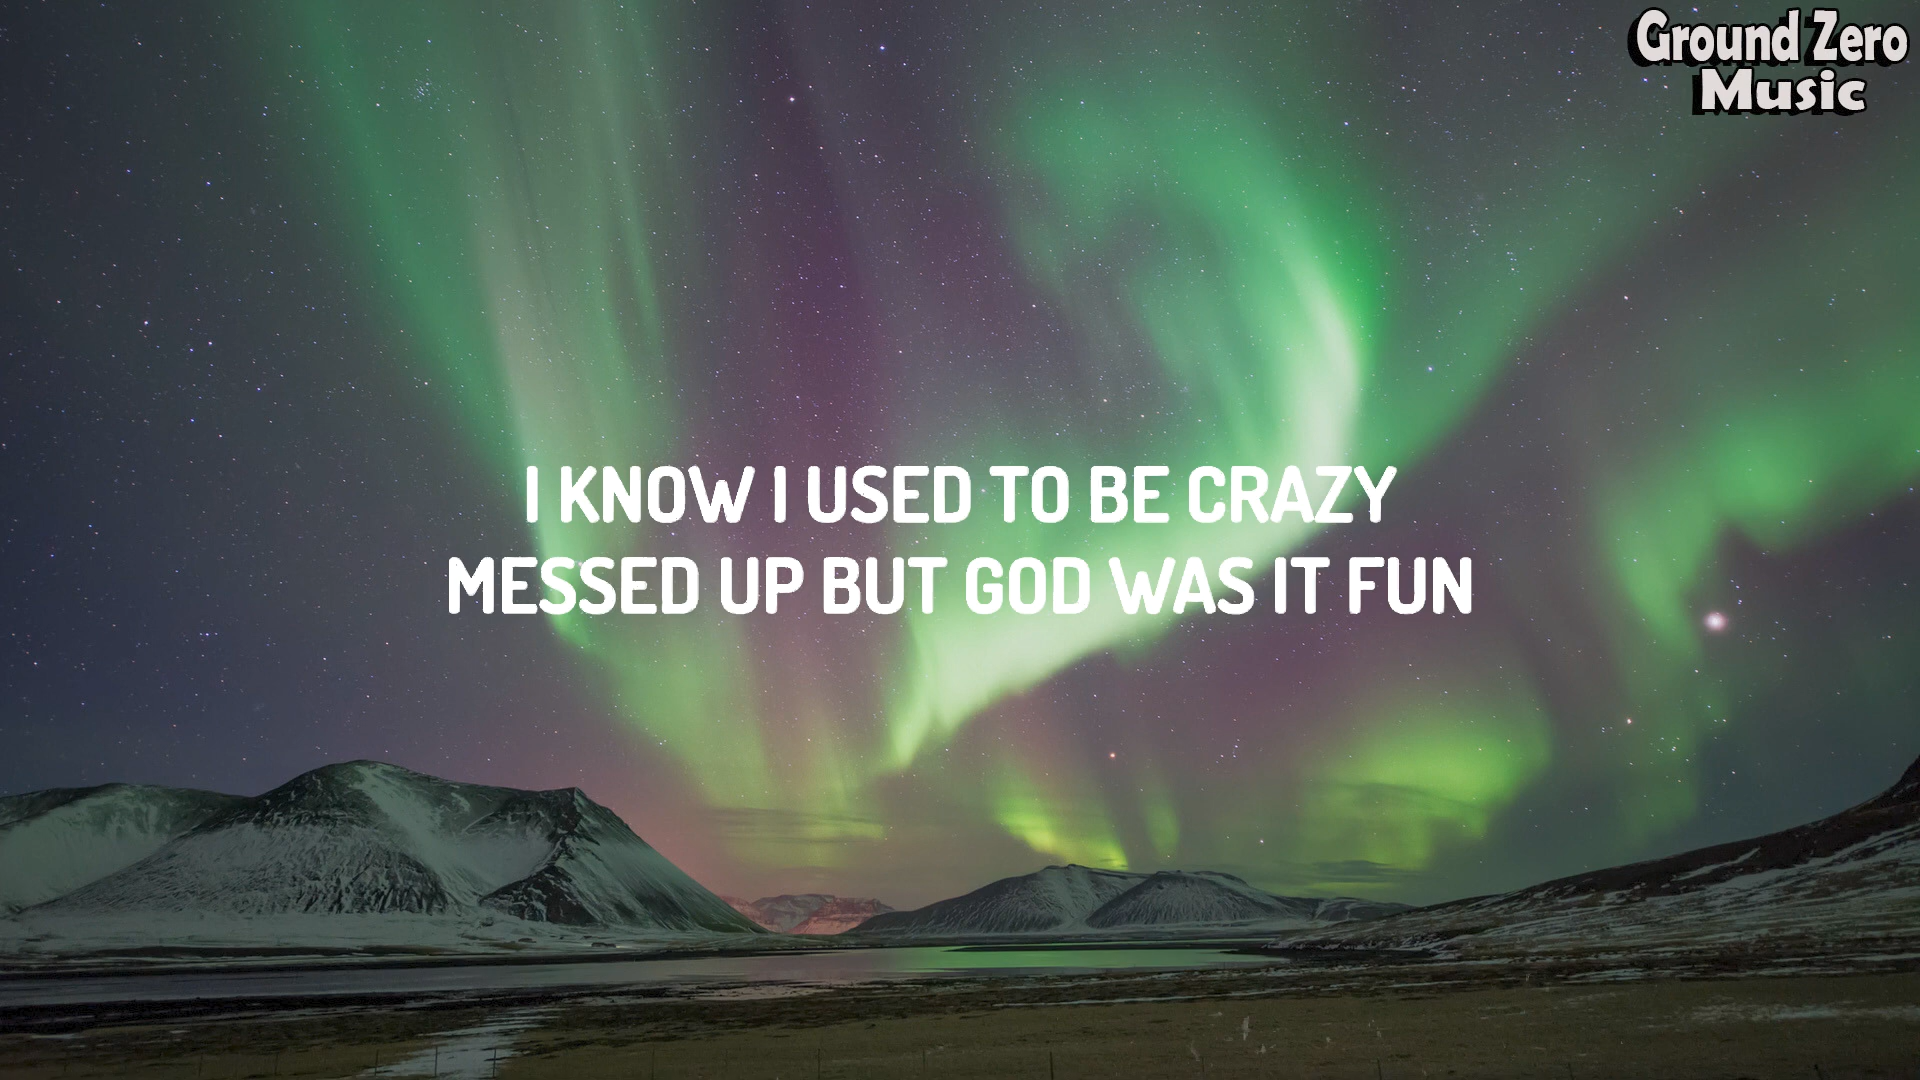 Ground Zero
Music
I KNOW I USED TO BE CRAZY
MESSED UP BUT GOD WAS IT FUN